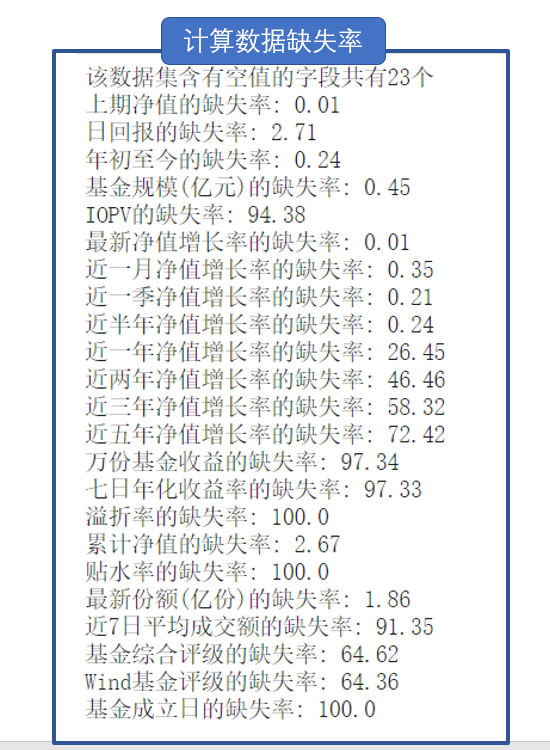 计算数据缺失率
该数据集含有空值的字段共有23个
上期净值的缺失率: 0.01
日回报的缺失率: 2.71
年初至今的缺失率: 0.24
基金规模(亿元)的缺失率: 0.45
IOPV的缺失率: 94.38
最新净值增长率的缺失率: 0.01
近一月净值增长率的缺失率: 0.35
近一季净值增长率的缺失率: 0.21
近半年净值增长率的缺失率: 0.24
近一年净值增长率的缺失率: 26.45
近两年净值增长率的缺失率: 46.46
近三年净值增长率的缺失率: 58.32
近五年净值增长率的缺失率: 72.42
万份基金收益的缺失率: 97.34
七日年化收益率的缺失率: 97.33
溢折率的缺失率: 100.0
累计净值的缺失率: 2.67
贴水率的缺失率: 100.0
最新份额(亿份)的缺失率: 1.86
近7日平均成交额的缺失率: 91.35
基金综合评级的缺失率: 64.62
Wind基金评级的缺失率: 64.36
基金成立日的缺失率: 100.0